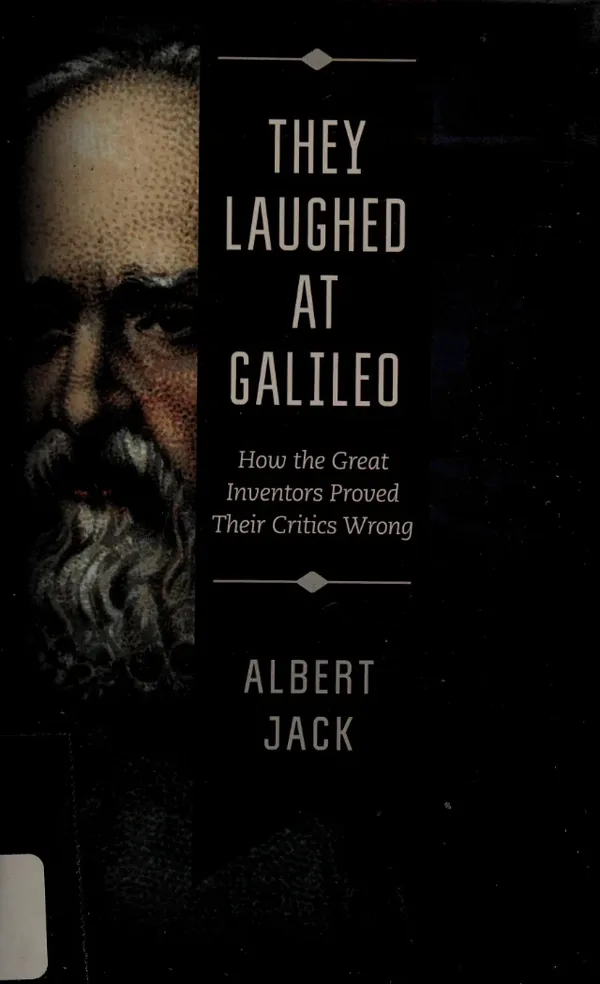 THEY
LAUGHED
AT
GALILEO
How the Great
Inventors Proved
Their Critics Wrong
ALBERT
JACK